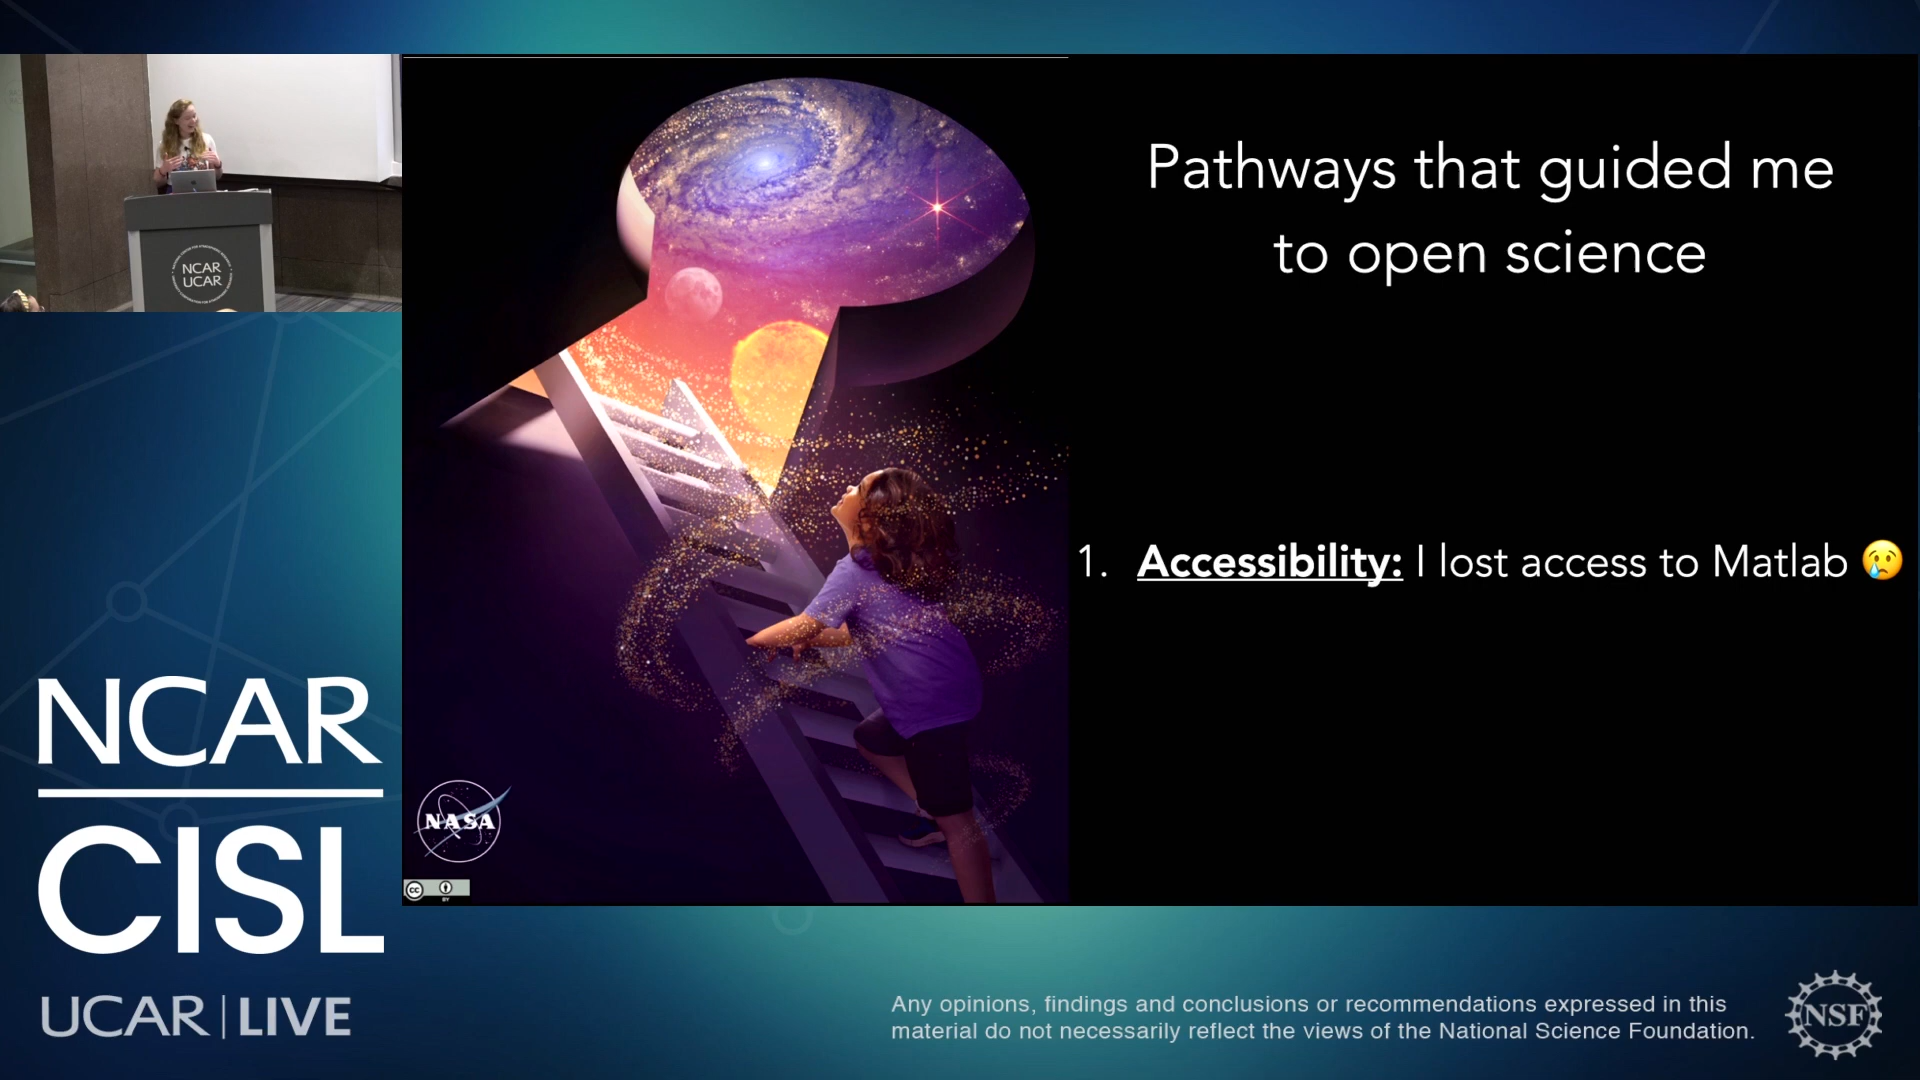 NCAR
UCAR
Pathways that guided me
to open science
1. Accessibility: I lost access to Matlab 😢
NASA
cc
BY
NCAR
CISL
UCAR | LIVE
Any opinions, findings and conclusions or recommendations expressed in this
material do not necessarily reflect the views of the National Science Foundation.
NSF